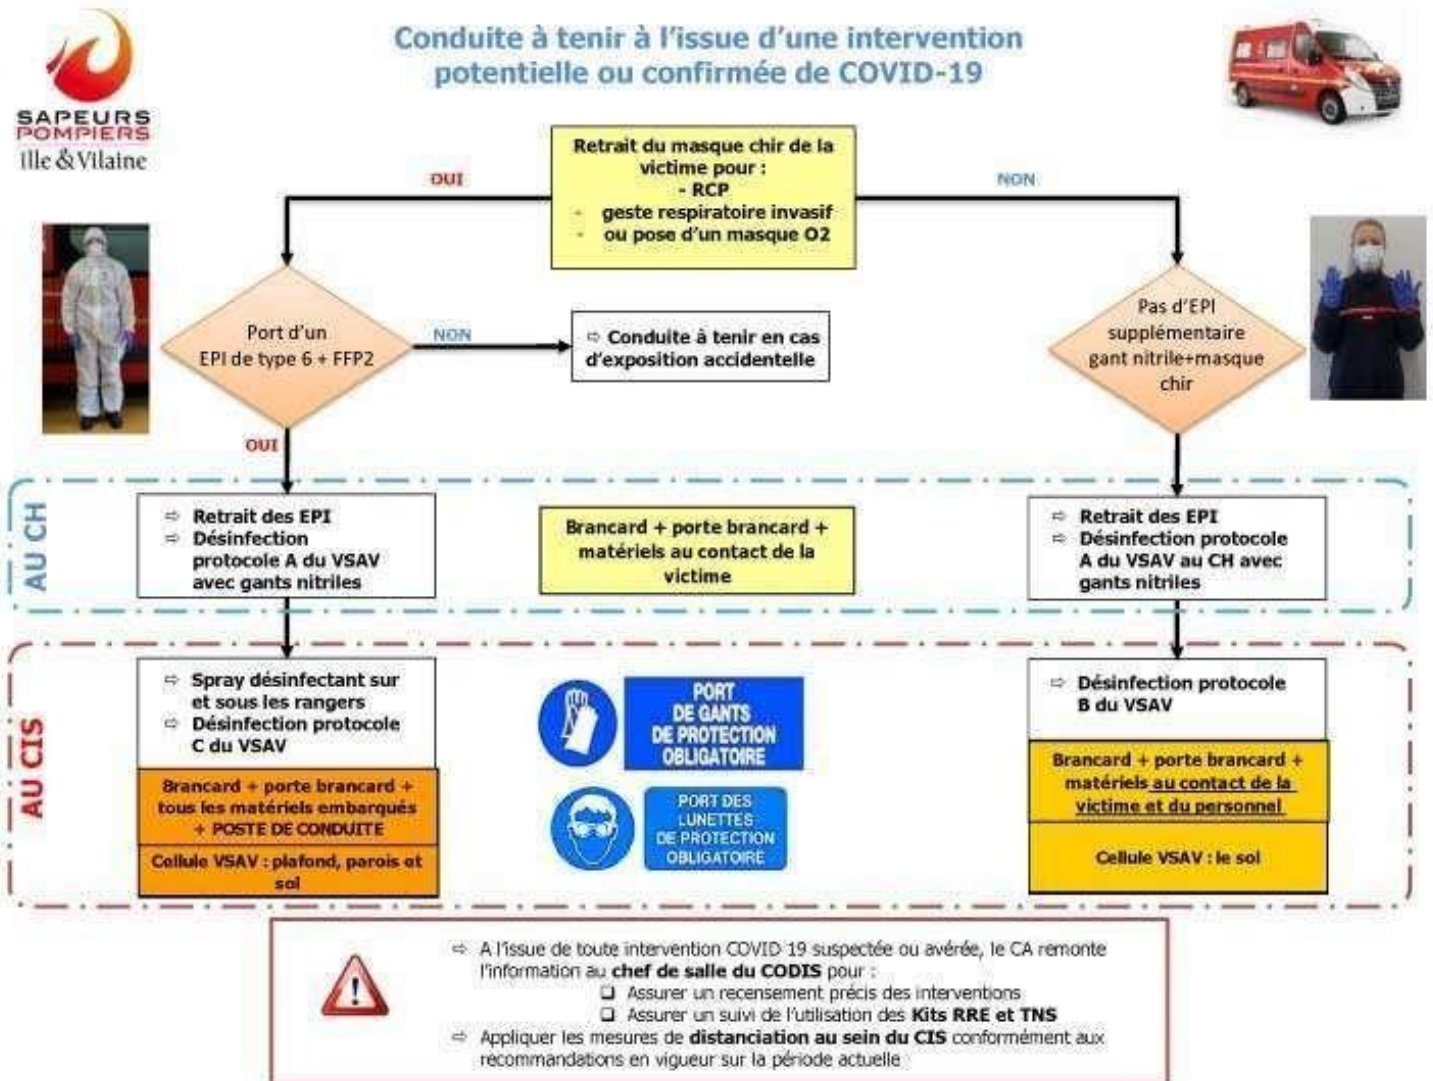 Conduite à tenir à l'issue d'une intervention
potentielle ou confirmée de COVID-19
SAPEURS
POMPIERS
ille & Vilaine
Retrait du masque chir de la
victime pour :
- RCP
- geste respiratoire invasif
- ou pose d'un masque O2
OUI
NON
Port d'un
EPI de type 6 + FFP2
NON
⇨ Conduite à tenir en cas
d'exposition accidentelle
Pas d'EPI
supplémentaire
gant nitrile+masque
chir
OUI
AU CH
⇨ Retrait des EPI
⇨ Désinfection
protocole A du VSAV
avec gants nitriles
Brancard + porte brancard +
matériels au contact de la
victime
⇨ Retrait des EPI
⇨ Désinfection protocole
A du VSAV au CH avec
gants nitriles
AU CIS
⇨ Spray désinfectant sur
et sous les rangers
⇨ Désinfection protocole
C du VSAV
Brancard + porte brancard +
tous les matériels embarqués
+ POSTE DE CONDUITE
Cellule VSAV : plafond, parois et
sol
PORT
DE GANTS
DE PROTECTION
OBLIGATOIRE
PORT DES
LUNETTES
DE PROTECTION
OBLIGATOIRE
⇨ Désinfection protocole
B du VSAV
Brancard + porte brancard +
matériels au contact de la
victime et du personnel
Cellule VSAV : le sol
⇨ A l'issue de toute intervention COVID 19 suspectée ou avérée, le CA remonte
l'information au chef de salle du CODIS pour :
❑ Assurer un recensement précis des interventions
❑ Assurer un suivi de l'utilisation des Kits RRE et TNS
⇨ Appliquer les mesures de distanciation au sein du CIS conformément aux
recommandations en vigueur sur la période actuelle